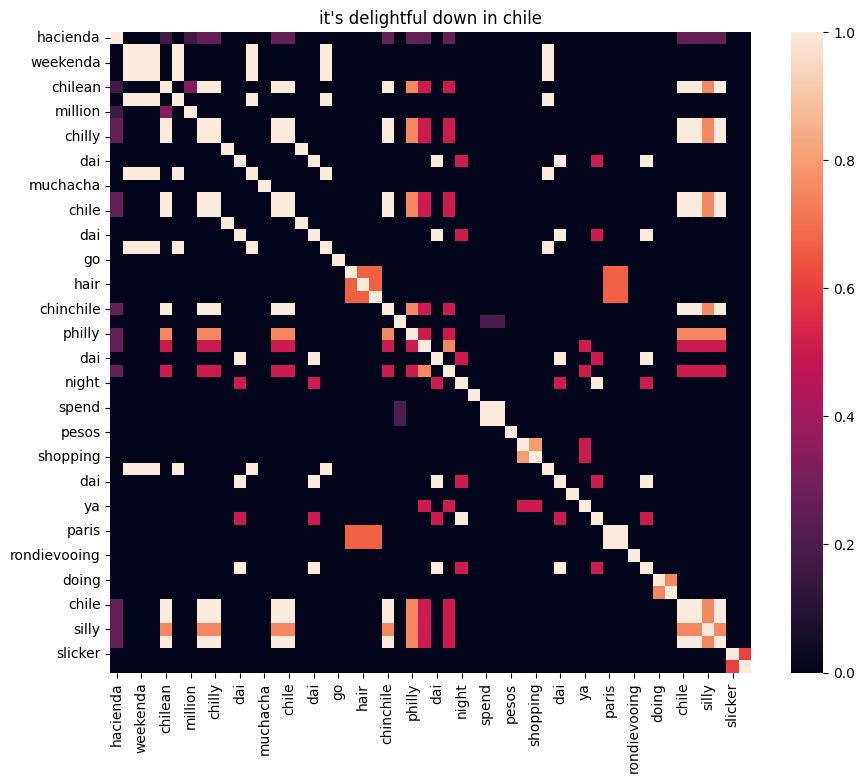 it's delightful down in chile
hacienda
weekenda
chilean
million
chilly
dai
muchacha
chile
dai
go
hair
chinchile
philly
dai
night
spend
pesos
shopping
dai
ya
paris
rondievooing
doing
chile
silly
slicker
1.0
0.8
0.6
0.4
0.2
0.0
hacienda
weekenda
chilean
million
chilly
dai
muchacha
chile
dai
go
hair
chinchile
philly
dai
night
spend
pesos
shopping
dai
ya
paris
rondievooing
doing
chile
silly
slicker